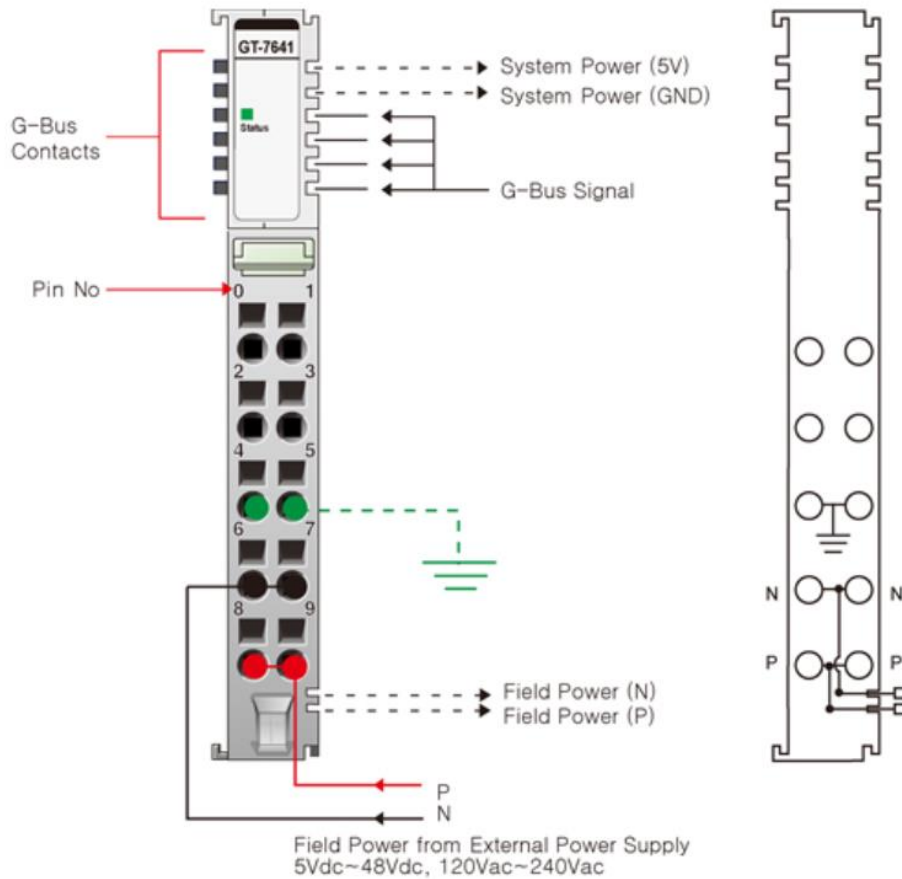 GT-7641
Status
System Power (5V)
System Power (GND)
G-Bus
Contacts
G-Bus Signal
Pin No
0 1
2 3
4 5
6 7
8 9
N N
P P
Field Power (N)
Field Power (P)
P
N
Field Power from External Power Supply
5Vdc~48Vdc, 120Vac~240Vac